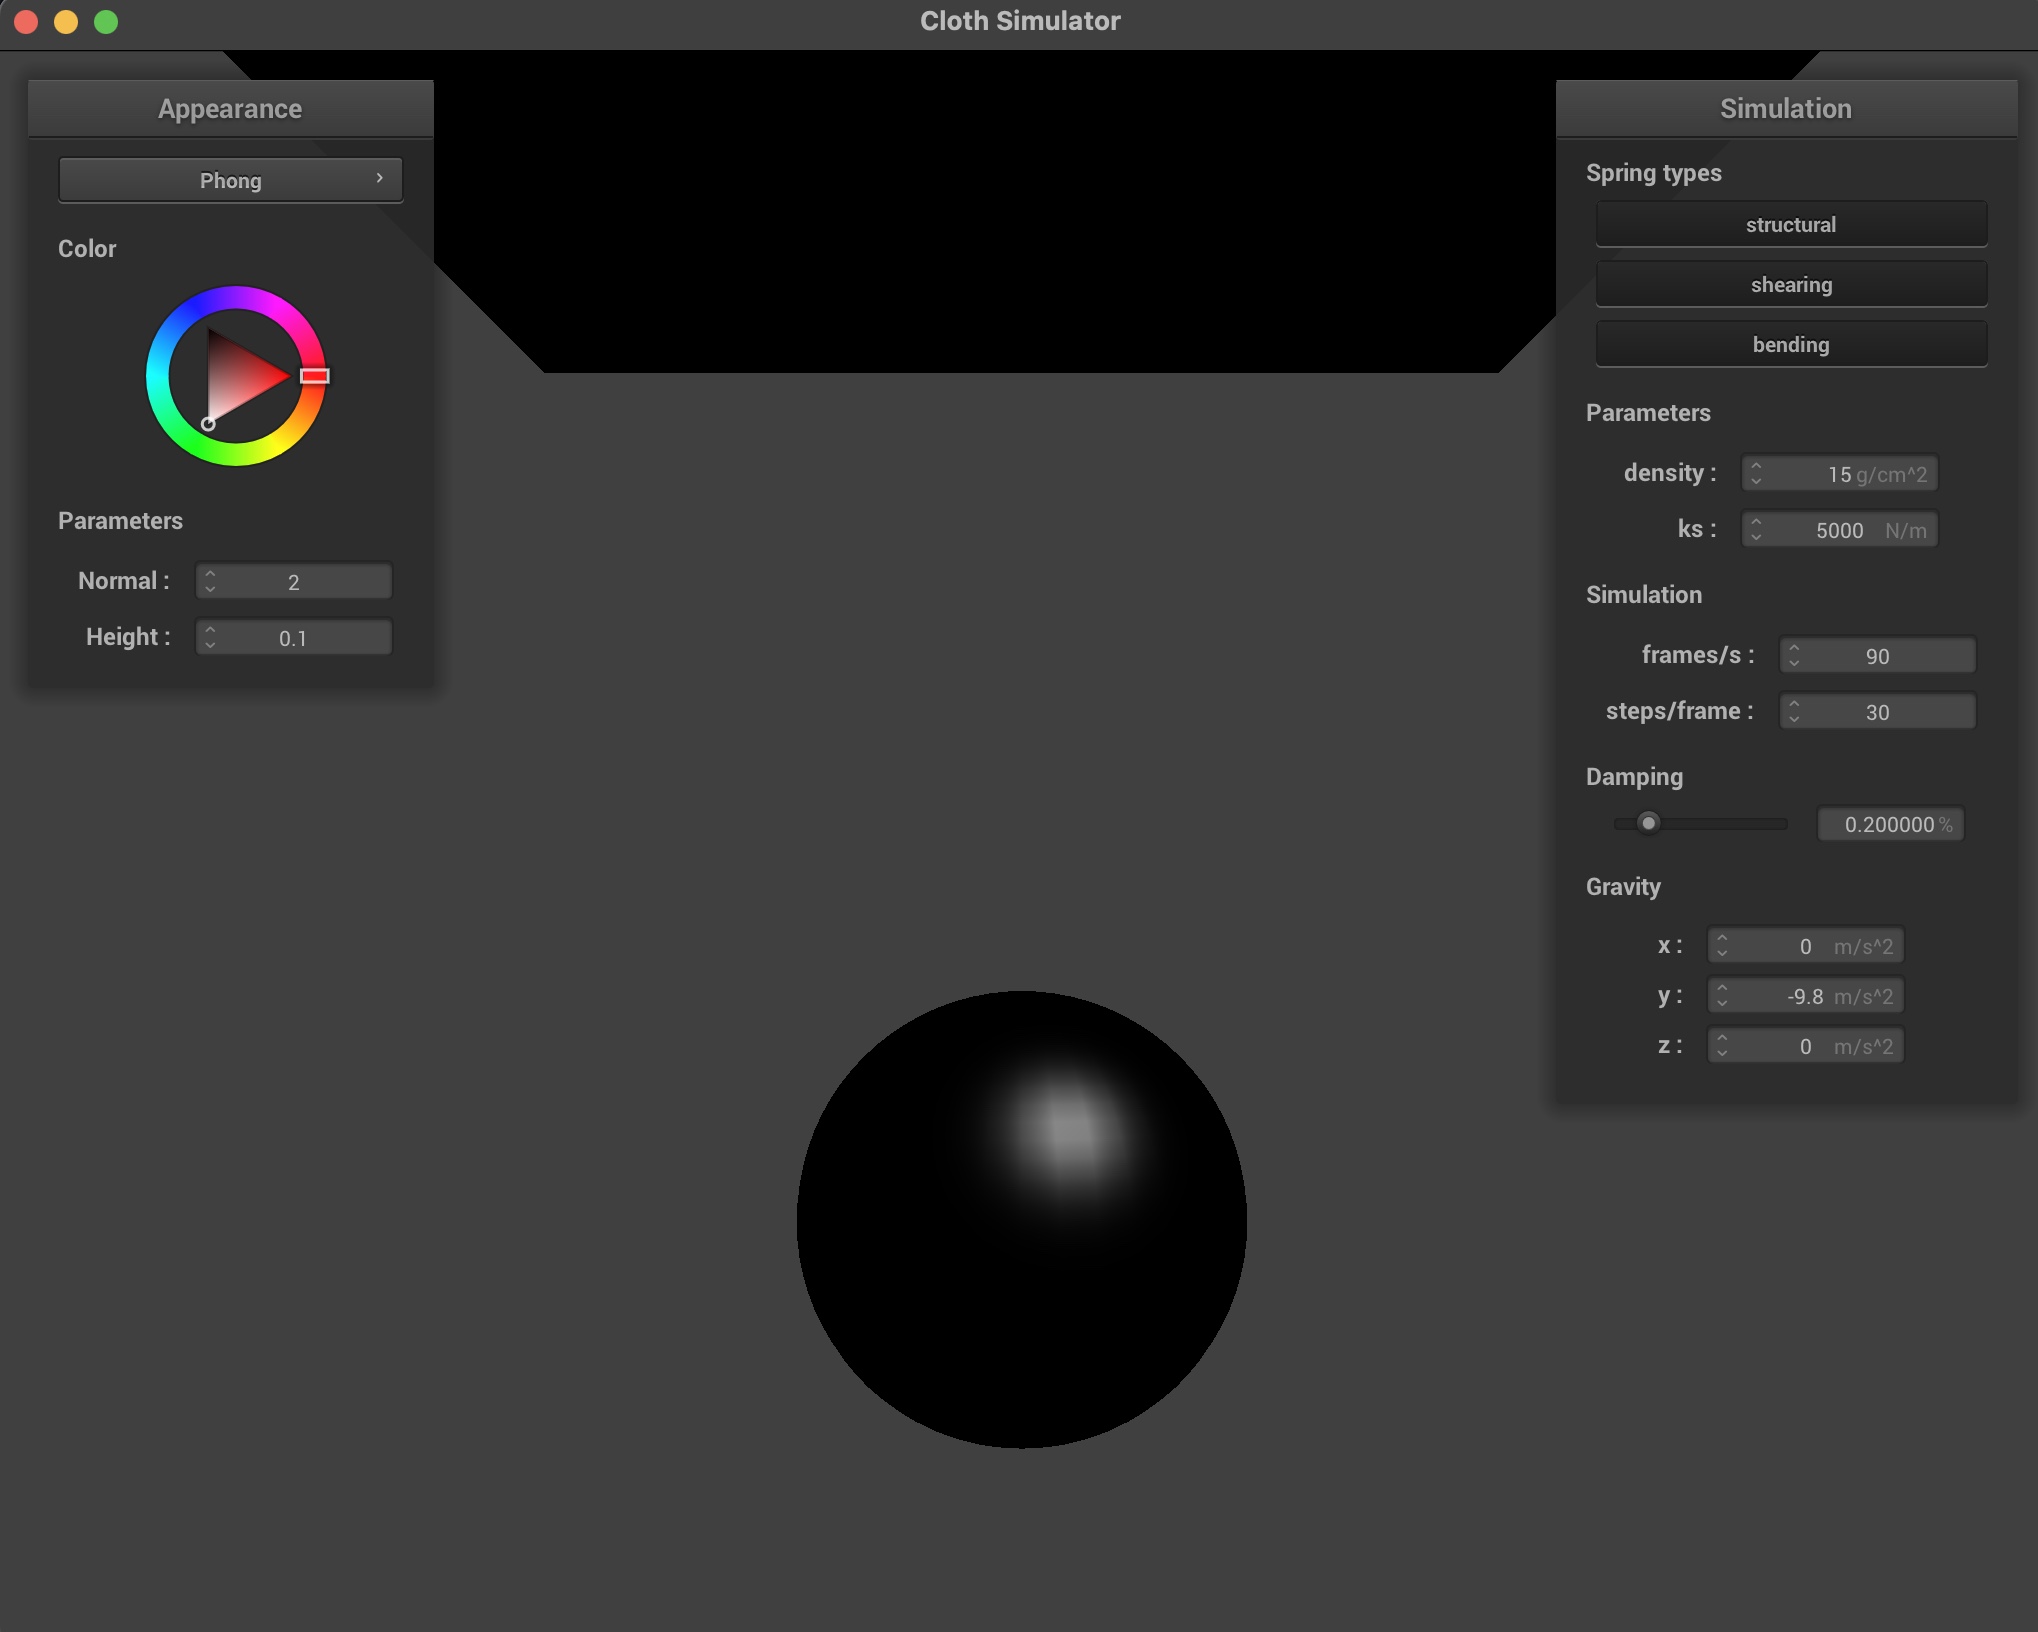 Cloth Simulator
Appearance
Phong
Color
Parameters
Normal : 2
Height : 0.1
Simulation
Spring types
structural
shearing
bending
Parameters
density : 15 g/cm^2
ks : 5000 N/m
Simulation
frames/s : 90
steps/frame : 30
Damping
0.200000 %
Gravity
x : 0 m/s^2
y : -9.8 m/s^2
z : 0 m/s^2